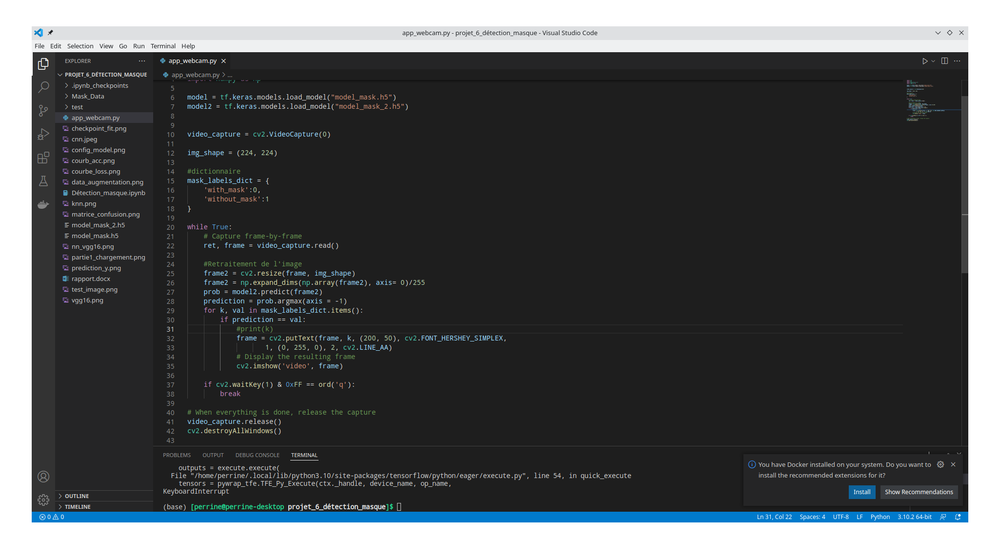 app_webcam.py - projet_6_détection_masque - Visual Studio Code
File Edit Selection View Go Run Terminal Help
EXPLORER
PROJET_6_DÉTECTION_MASQUE
.ipynb_checkpoints
Mask_Data
test
app_webcam.py
checkpoint_fit.png
cnn.jpeg
config_model.png
courb_acc.png
courbe_loss.png
data_augmentation.png
Détection_masque.ipynb
knn.png
matrice_confusion.png
model_mask_2.h5
model_mask.h5
nn_vgg16.png
partie1_chargement.png
prediction_y.png
rapport.docx
test_image.png
vgg16.png
OUTLINE
TIMELINE
app_webcam.py
app_webcam.py > ...
4 import numpy as np
5
6 model = tf.keras.models.load_model("model_mask.h5")
7 model2 = tf.keras.models.load_model("model_mask_2.h5")
8
9
10 video_capture = cv2.VideoCapture(0)
11
12 img_shape = (224, 224)
13
14 #dictionnaire
15 mask_labels_dict = {
16     'with_mask':0,
17     'without_mask':1
18 }
19
20 while True:
21     # Capture frame-by-frame
22     ret, frame = video_capture.read()
23
24     #Retraitement de l'image
25     frame2 = cv2.resize(frame, img_shape)
26     frame2 = np.expand_dims(np.array(frame2), axis= 0)/255
27     prob = model2.predict(frame2)
28     prediction = prob.argmax(axis = -1)
29     for k, val in mask_labels_dict.items():
30         if prediction == val:
31             #print(k)
32             frame = cv2.putText(frame, k, (200, 50), cv2.FONT_HERSHEY_SIMPLEX,
33                    1, (0, 255, 0), 2, cv2.LINE_AA)
34             # Display the resulting frame
35             cv2.imshow('video', frame)
36
37     if cv2.waitKey(1) & 0xFF == ord('q'):
38         break
39
40 # When everything is done, release the capture
41 video_capture.release()
42 cv2.destroyAllWindows()
43
PROBLEMS OUTPUT DEBUG CONSOLE TERMINAL
    outputs = execute.execute(
  File "/home/perrine/.local/lib/python3.10/site-packages/tensorflow/python/eager/execute.py", line 54, in quick_execute
    tensors = pywrap_tfe.TFE_Py_Execute(ctx._handle, device_name, op_name,
KeyboardInterrupt
(base) [perrine@perrine-desktop projet_6_détection_masque]$
You have Docker installed on your system. Do you want to
install the recommended extensions for it?
Install Show Recommendations
0 0 Ln 31, Col 22 Spaces: 4 UTF-8 LF Python 3.10.2 64-bit